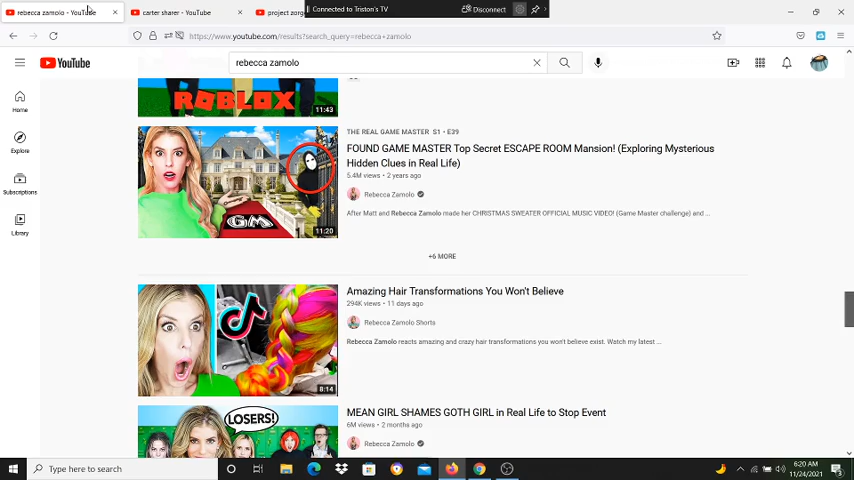 rebecca zamolo - YouTube
carter sharer - YouTube
project zorg
Connected to Triston's TV
Disconnect
https://www.youtube.com/results?search_query=rebecca+zamolo
YouTube
rebecca zamolo
Home
Explore
Subscriptions
Library
ROBLOX
11:43
THE REAL GAME MASTER S1 • E39
FOUND GAME MASTER Top Secret ESCAPE ROOM Mansion! (Exploring Mysterious
Hidden Clues in Real Life)
5.4M views • 2 years ago
Rebecca Zamolo
After Matt and Rebecca Zamolo made her CHRISTMAS SWEATER OFFICIAL MUSIC VIDEO! (Game Master challenge) and ...
GM
11:20
+6 MORE
Amazing Hair Transformations You Won't Believe
294K views • 11 days ago
Rebecca Zamolo Shorts
Rebecca Zamolo reacts amazing and crazy hair transformations you won't believe exist. Watch my latest ...
8:14
LOSERS!
MEAN GIRL SHAMES GOTH GIRL in Real Life to Stop Event
6M views • 2 months ago
Rebecca Zamolo
Type here to search
6:20 AM
11/24/2021
3